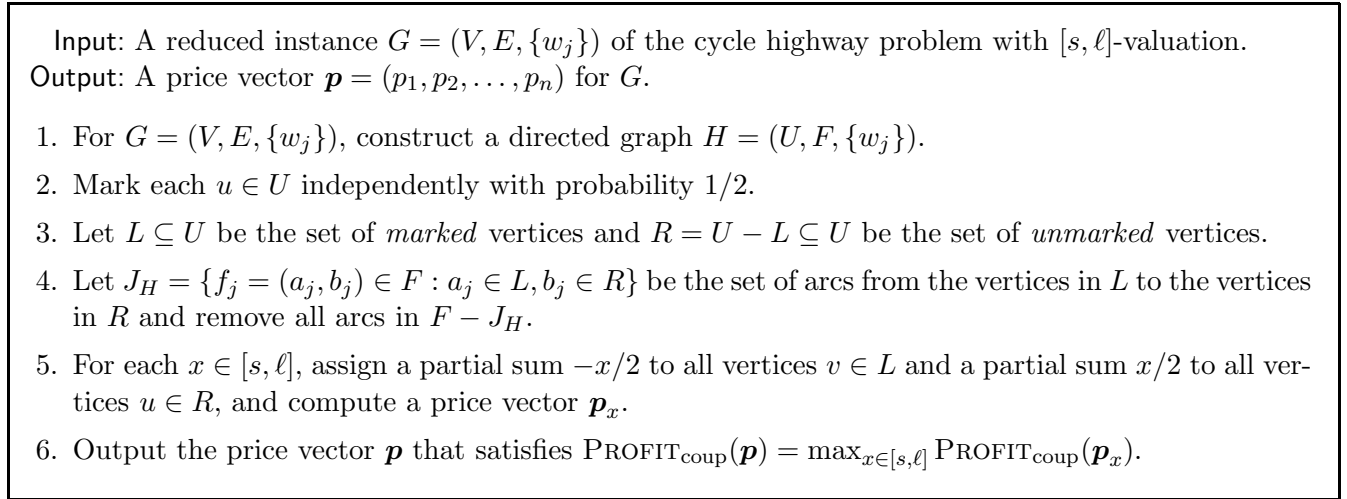 Input: A reduced instance G = (V, E, {w_j}) of the cycle highway problem with [s, ℓ]-valuation.
Output: A price vector p = (p_1, p_2, . . . , p_n) for G.
1. For G = (V, E, {w_j}), construct a directed graph H = (U, F, {w_j}).
2. Mark each u ∈ U independently with probability 1/2.
3. Let L ⊆ U be the set of marked vertices and R = U − L ⊆ U be the set of unmarked vertices.
4. Let J_H = {f_j = (a_j, b_j) ∈ F : a_j ∈ L, b_j ∈ R} be the set of arcs from the vertices in L to the vertices
in R and remove all arcs in F − J_H.
5. For each x ∈ [s, ℓ], assign a partial sum −x/2 to all vertices v ∈ L and a partial sum x/2 to all ver-
tices u ∈ R, and compute a price vector p_x.
6. Output the price vector p that satisfies PROFIT_coup(p) = max_{x∈[s,ℓ]} PROFIT_coup(p_x).